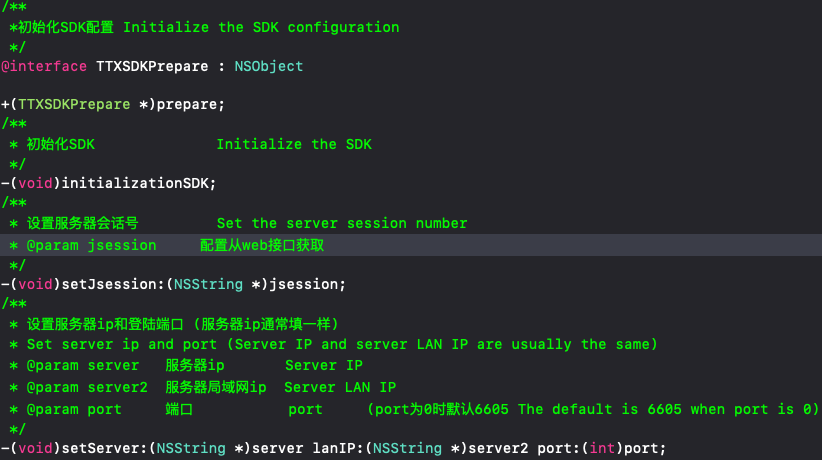 /**
 *初始化SDK配置 Initialize the SDK configuration
 */
@interface TTXSDKPrepare : NSObject
+(TTXSDKPrepare *)prepare;
/**
 * 初始化SDK              Initialize the SDK
 */
-(void)initializationSDK;
/**
 * 设置服务器会话号         Set the server session number
 * @param jsession     配置从web接口获取
 */
-(void)setJsession:(NSString *)jsession;
/**
 * 设置服务器ip和登陆端口 (服务器ip通常填一样)
 * Set server ip and port (Server IP and server LAN IP are usually the same)
 * @param server   服务器ip       Server IP
 * @param server2  服务器局域网ip  Server LAN IP
 * @param port     端口           port     (port为0时默认6605 The default is 6605 when port is 0)
 */
-(void)setServer:(NSString *)server lanIP:(NSString *)server2 port:(int)port;